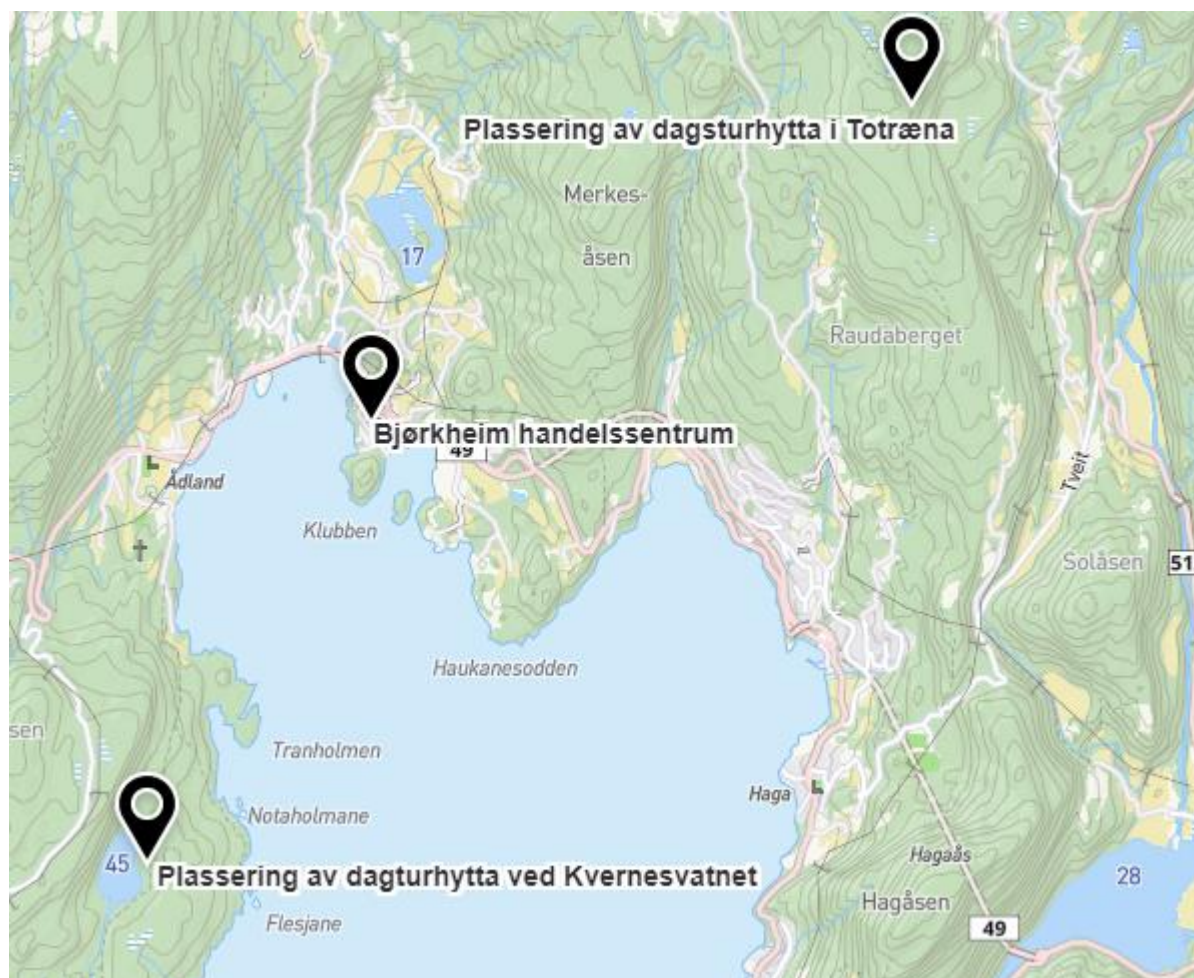 Plassering av dagsturhytta i Totræna
Merkes-
åsen
17
Raudaberget
Bjørkheim handelssentrum
49
Ådland
Klubben
Tveit
Solåsen
51
Haukanesodden
sen
Tranholmen
Haga
Notaholmane
45
Plassering av dagturhytta ved Kvernesvatnet
Hagaås
28
Hagåsen
Flesjane
49